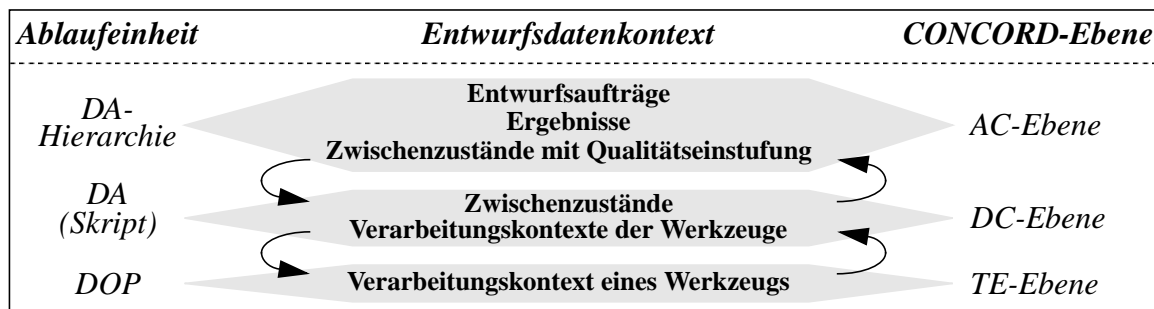 Ablaufeinheit Entwurfsdatenkontext CONCORD-Ebene
DA-
Hierarchie
Entwurfsaufträge
Ergebnisse
Zwischenzustände mit Qualitätseinstufung
AC-Ebene
DA
(Skript)
Zwischenzustände
Verarbeitungskontexte der Werkzeuge
DC-Ebene
DOP
Verarbeitungskontext eines Werkzeugs
TE-Ebene